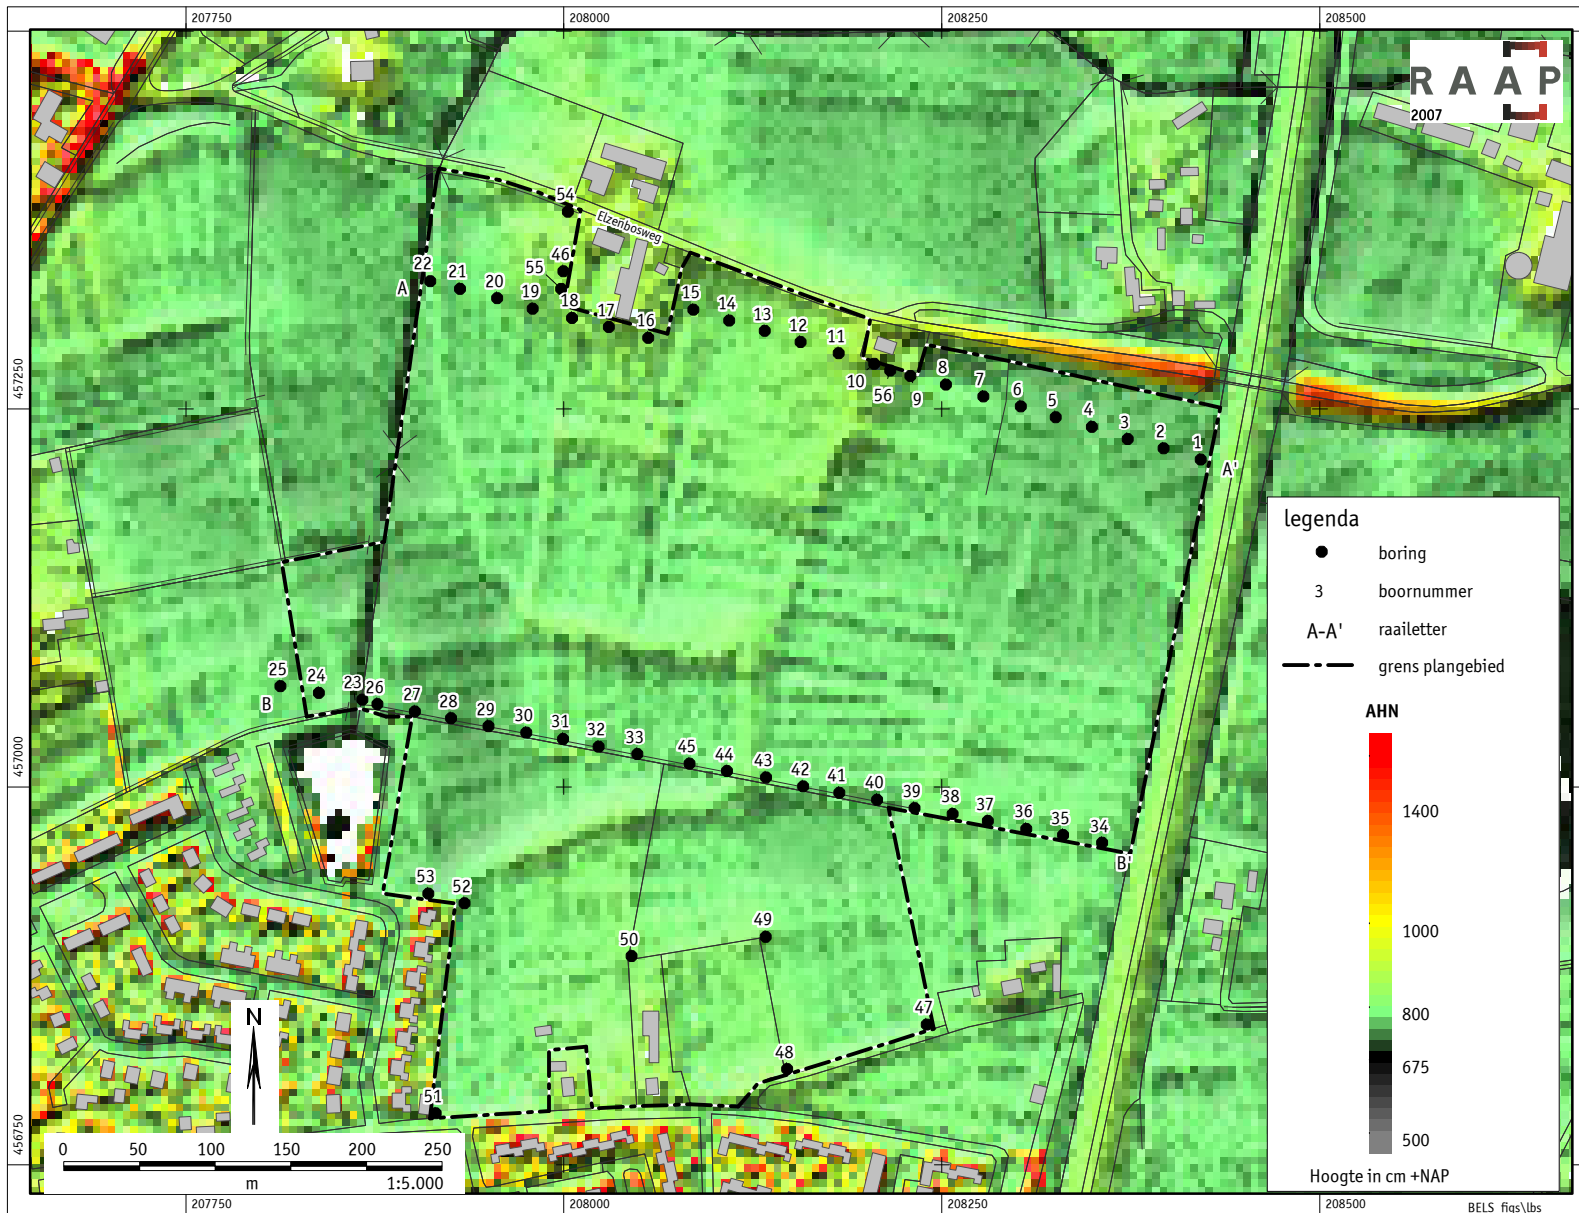 207750 208000 208250 208500
RAAP
2007
54
Elzenbosweg
46
55
22 21 20 19 18 17 16 15 14 13 12 11
A
10 56 9 8 7 6 5 4 3 2 1
A'
457250
457000
456750
legenda
boring
3 boornummer
A-A' raailetter
grens plangebied
AHN
1400
1000
800
675
500
Hoogte in cm +NAP
25 24 23 26 27 28 29 30 31 32 33 45 44 43 42 41 40 39 38 37 36 35 34
B
B'
53 52
50 49
47
48
51
N
0 50 100 150 200 250
m 1:5.000
207750 208000 208250 208500
BELS_figs\lbs